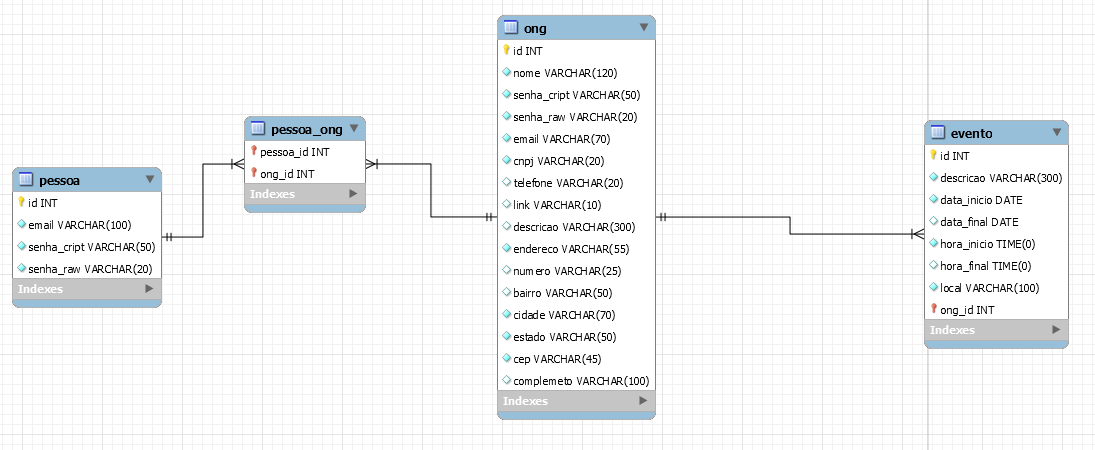 pessoa
id INT
email VARCHAR(100)
senha_cript VARCHAR(50)
senha_raw VARCHAR(20)
Indexes
pessoa_ong
pessoa_id INT
ong_id INT
Indexes
ong
id INT
nome VARCHAR(120)
senha_cript VARCHAR(50)
senha_raw VARCHAR(20)
email VARCHAR(70)
cnpj VARCHAR(20)
telefone VARCHAR(20)
link VARCHAR(10)
descricao VARCHAR(300)
endereco VARCHAR(55)
numero VARCHAR(25)
bairro VARCHAR(50)
cidade VARCHAR(70)
estado VARCHAR(50)
cep VARCHAR(45)
complemeto VARCHAR(100)
Indexes
evento
id INT
descricao VARCHAR(300)
data_inicio DATE
data_final DATE
hora_inicio TIME(0)
hora_final TIME(0)
local VARCHAR(100)
ong_id INT
Indexes